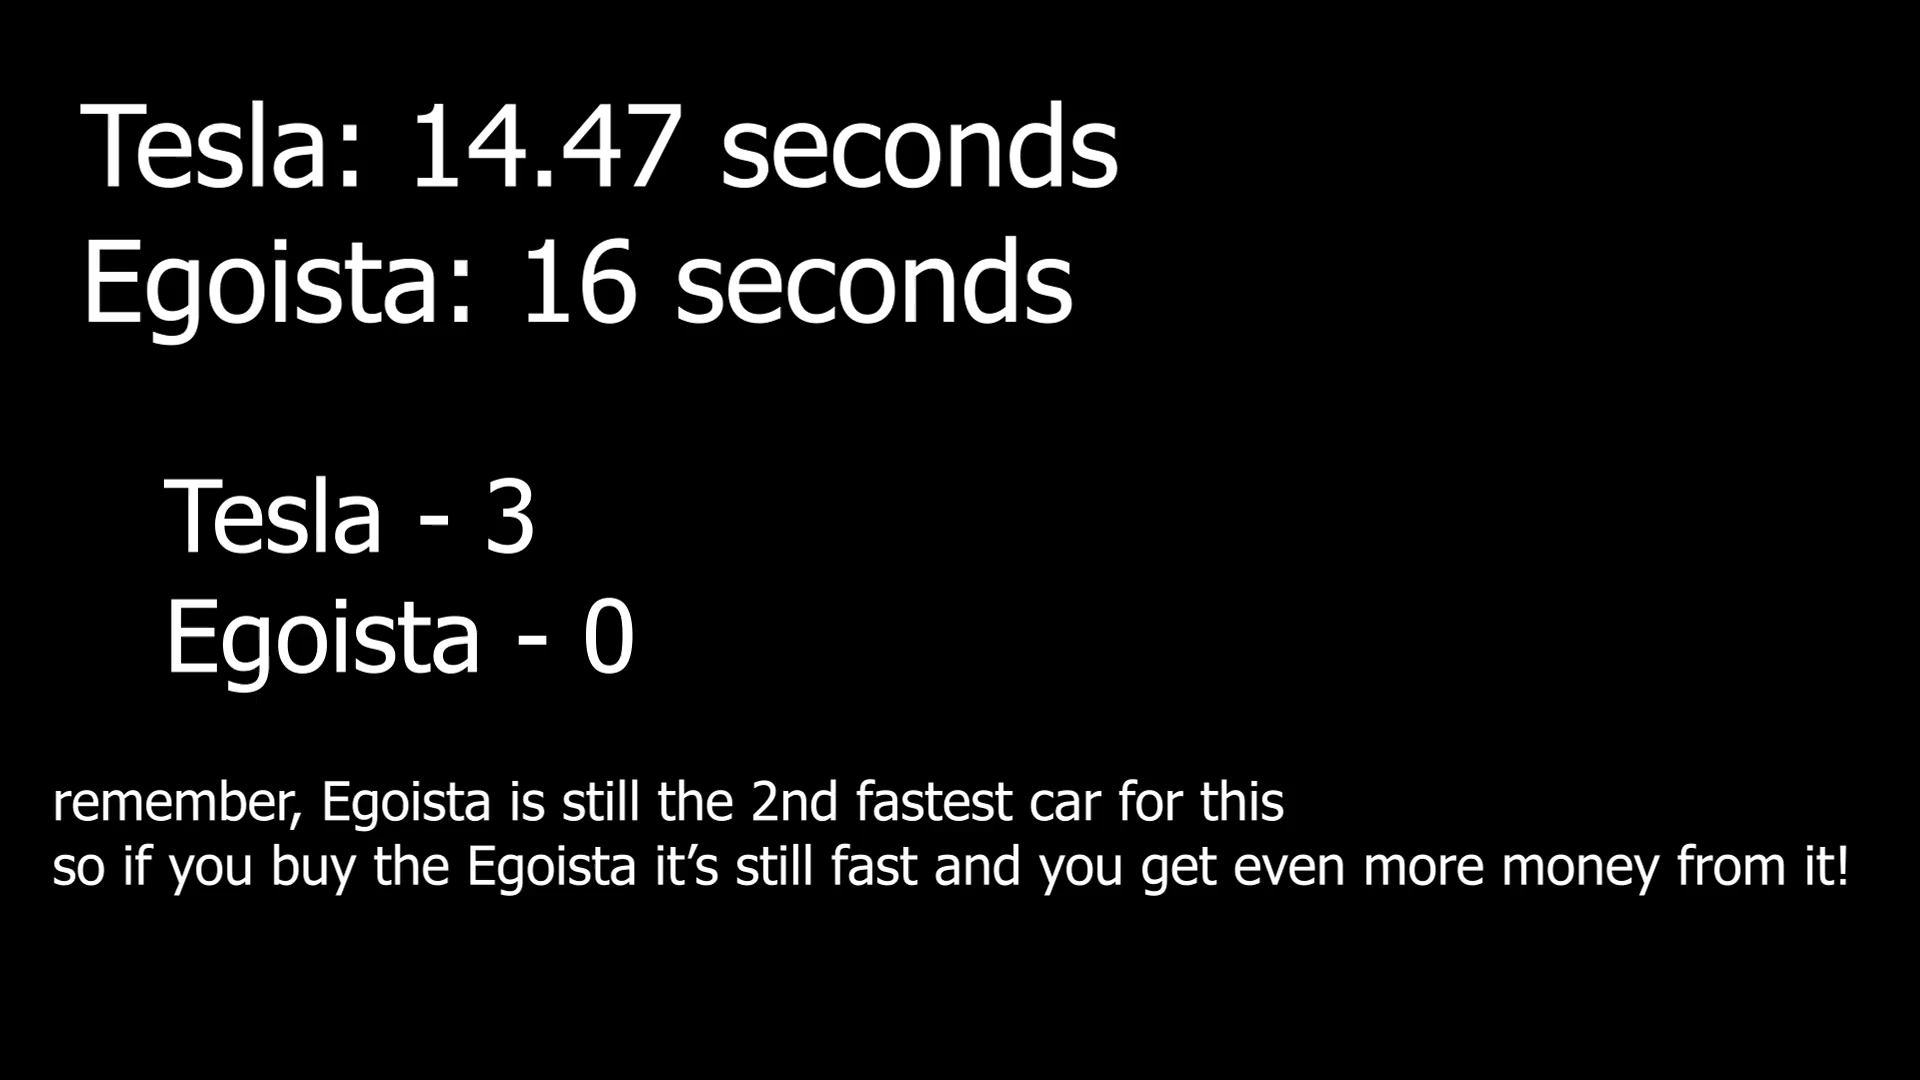 Tesla: 14.47 seconds
Egoista: 16 seconds
Tesla - 3
Egoista - 0
remember, Egoista is still the 2nd fastest car for this
so if you buy the Egoista it’s still fast and you get even more money from it!